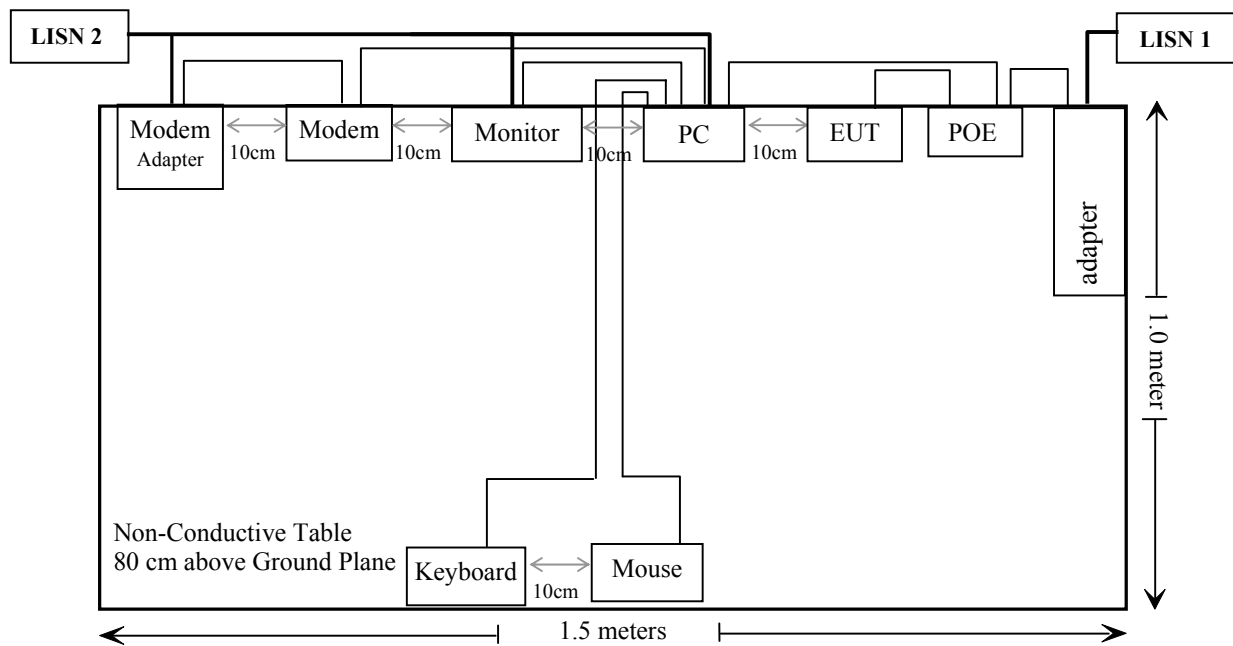 LISN 2
LISN 1
Modem
Adapter
10cm
Modem
10cm
Monitor
10cm
PC
10cm
EUT
POE
adapter
1.0 meter
Non-Conductive Table
80 cm above Ground Plane
Keyboard
10cm
Mouse
1.5 meters